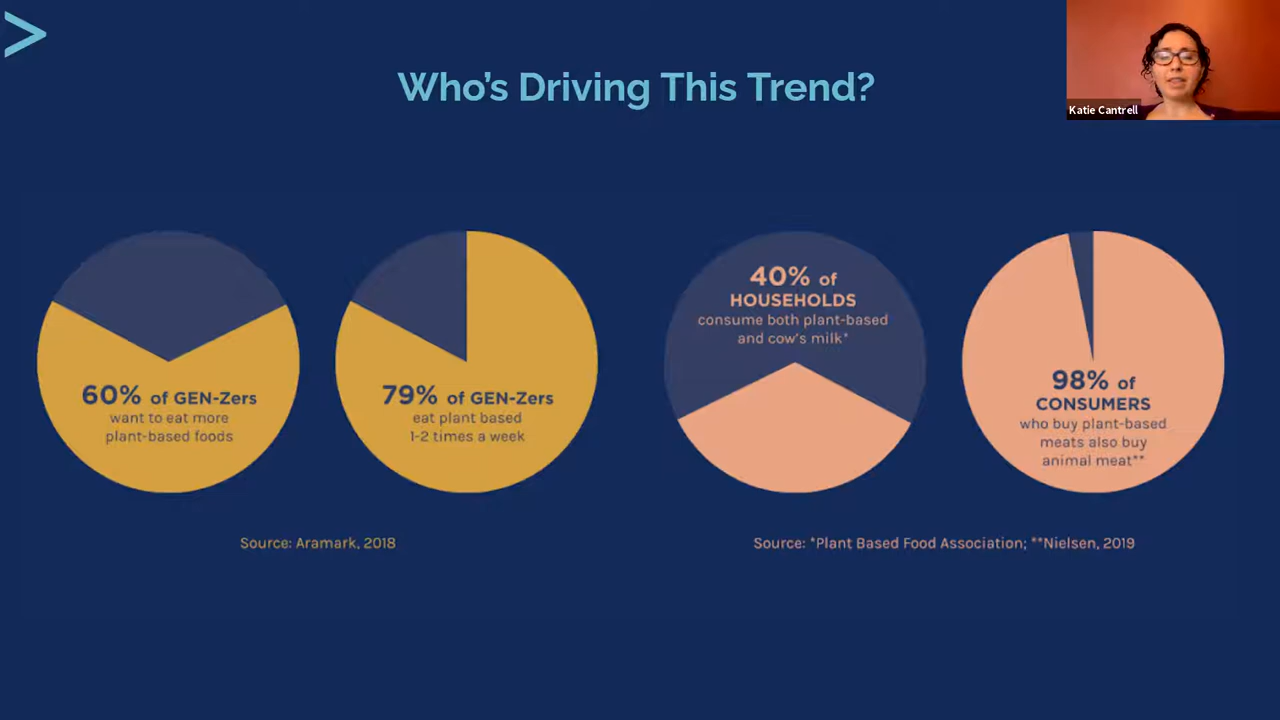 >
Who's Driving This Trend?
Katie Cantrell
60% of GEN-Zers
want to eat more
plant-based foods
79% of GEN-Zers
eat plant based
1-2 times a week
40% of
HOUSEHOLDS
consume both plant-based
and cow's milk*
98% of
CONSUMERS
who buy plant-based
meats also buy
animal meat**
Source: Aramark, 2018
Source: *Plant Based Food Association; **Nielsen, 2019